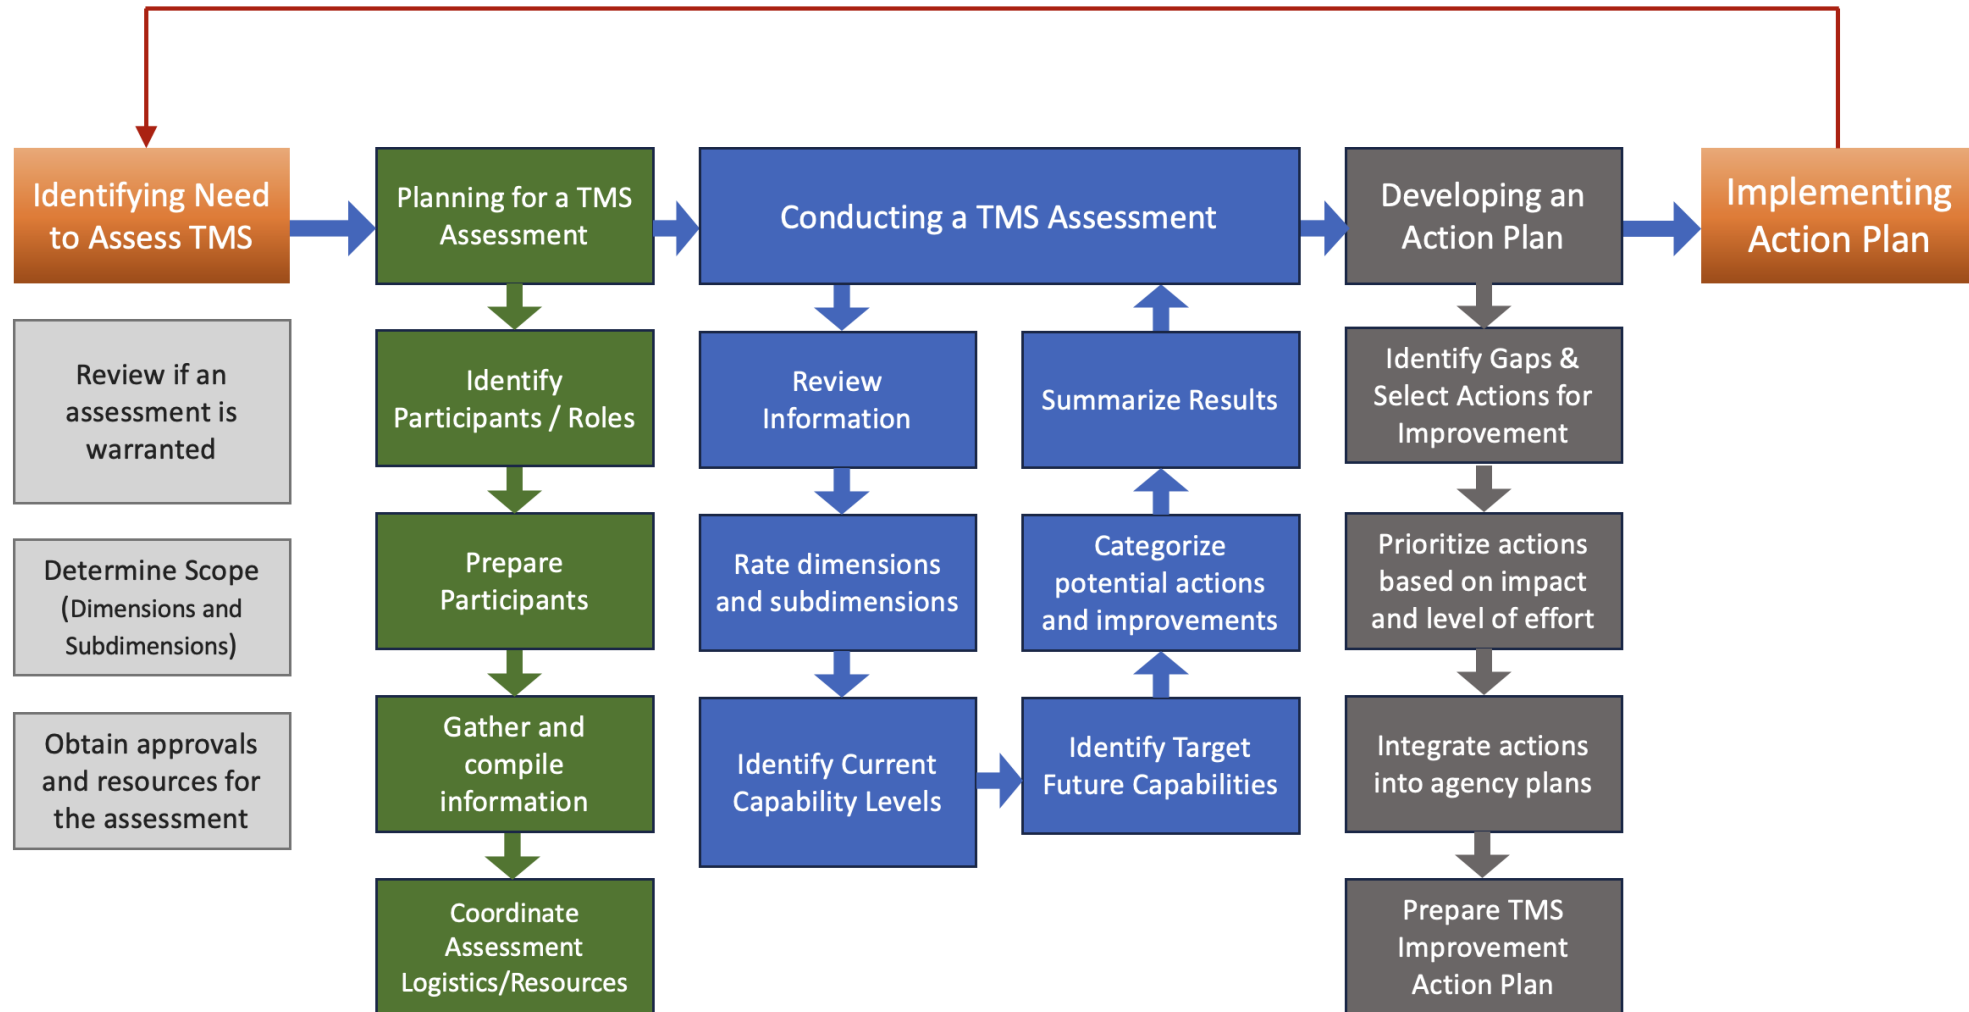 Identifying Need
to Assess TMS
Planning for a TMS
Assessment
Conducting a TMS Assessment
Developing an
Action Plan
Implementing
Action Plan
Review if an
assessment is
warranted
Determine Scope
(Dimensions and
Subdimensions)
Obtain approvals
and resources for
the assessment
Identify
Participants / Roles
Prepare
Participants
Gather and
compile
information
Coordinate
Assessment
Logistics/Resources
Review
Information
Rate dimensions
and subdimensions
Identify Current
Capability Levels
Identify Target
Future Capabilities
Categorize
potential actions
and improvements
Summarize Results
Identify Gaps &
Select Actions for
Improvement
Prioritize actions
based on impact
and level of effort
Integrate actions
into agency plans
Prepare TMS
Improvement
Action Plan